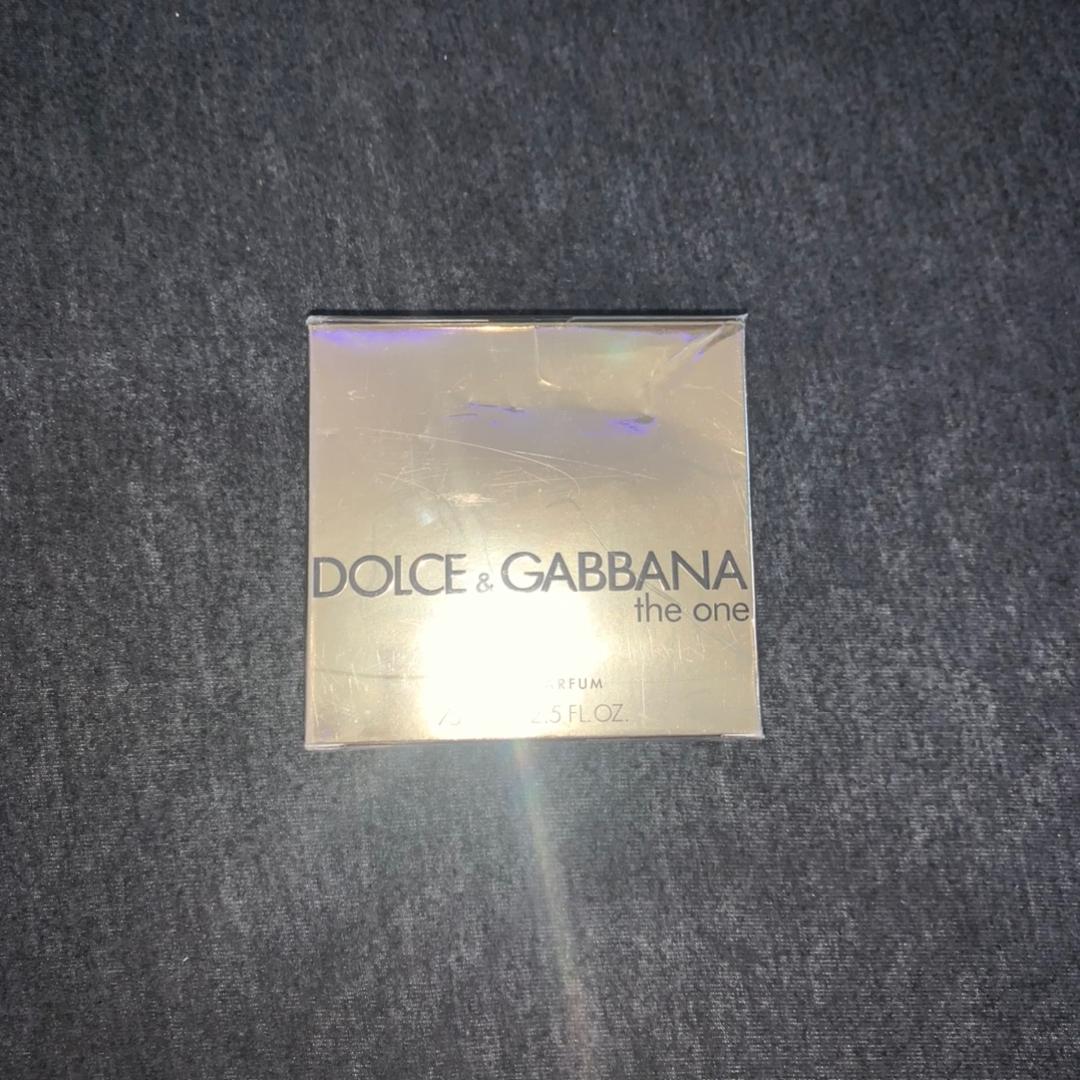 DOLCE & GABBANA
the one
2.5 FL.OZ.